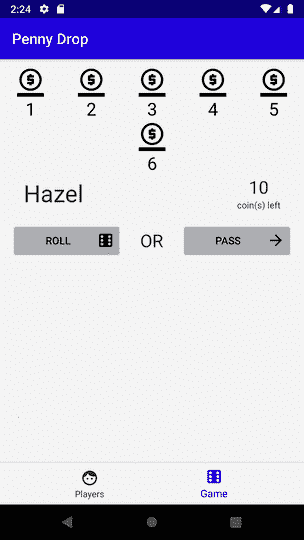 2:24
Penny Drop
1 2 3 4 5
6
Hazel 10
coin(s) left
ROLL OR PASS
Players Game